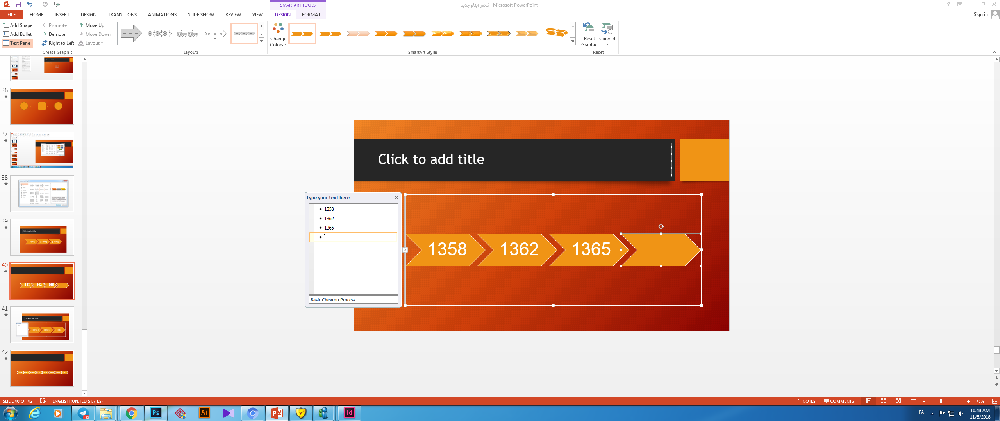 SMARTART TOOLS
کلاس اینفو جدید - Microsoft PowerPoint
FILE HOME INSERT DESIGN TRANSITIONS ANIMATIONS SLIDE SHOW REVIEW VIEW DESIGN FORMAT
Sign in
Add Shape Promote Move Up
Add Bullet Demote Move Down
Text Pane Right to Left Layout
Create Graphic
Layouts
Change
Colors
SmartArt Styles
Reset
Graphic
Convert
Reset
36
37
38
39
Click to add title
[Text] [Text] [Text]
40
1358 1362 1365
41
Click to add title
[Text] [Text] [Text]
42
Click to add title
Type your text here
1358
1362
1365
Basic Chevron Process...
1358 1362 1365
SLIDE 40 OF 42 ENGLISH (UNITED STATES)
NOTES COMMENTS 75%
Ps Ai Id
FA
10:48 AM
11/5/2018